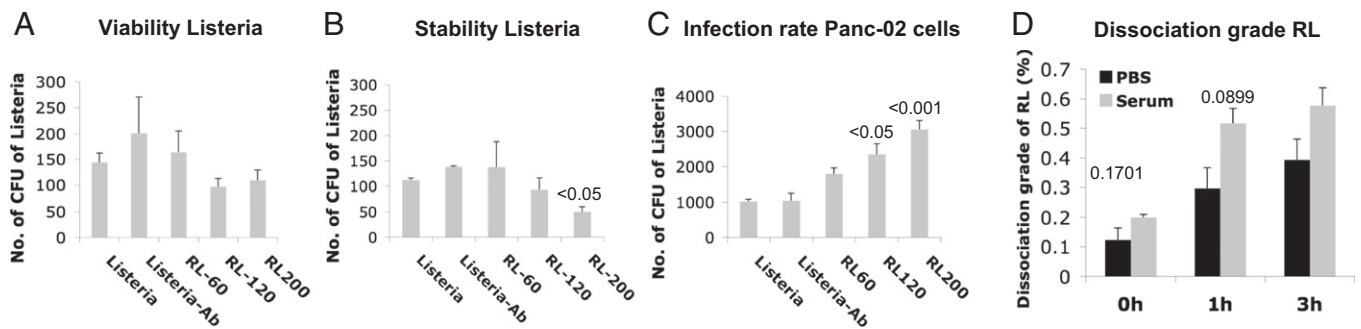 A Viability Listeria
No. of CFU of Listeria
300
250
200
150
100
50
0
Listeria
Listeria-Ab
RL-60
RL-120
RL200
B Stability Listeria
No. of CFU of Listeria
300
250
200
150
100
50
0
<0.05
Listeria
Listeria-Ab
RL-60
RL-120
RL-200
C Infection rate Panc-02 cells
No. of CFU of Listeria
4000
3000
2000
1000
0
<0.05
<0.001
Listeria
Listeria-Ab
RL60
RL120
RL200
D Dissociation grade RL
Dissociation grade of RL (%)
0.7
0.6
0.5
0.4
0.3
0.2
0.1
0
PBS
Serum
0.1701
0.0899
0h
1h
3h